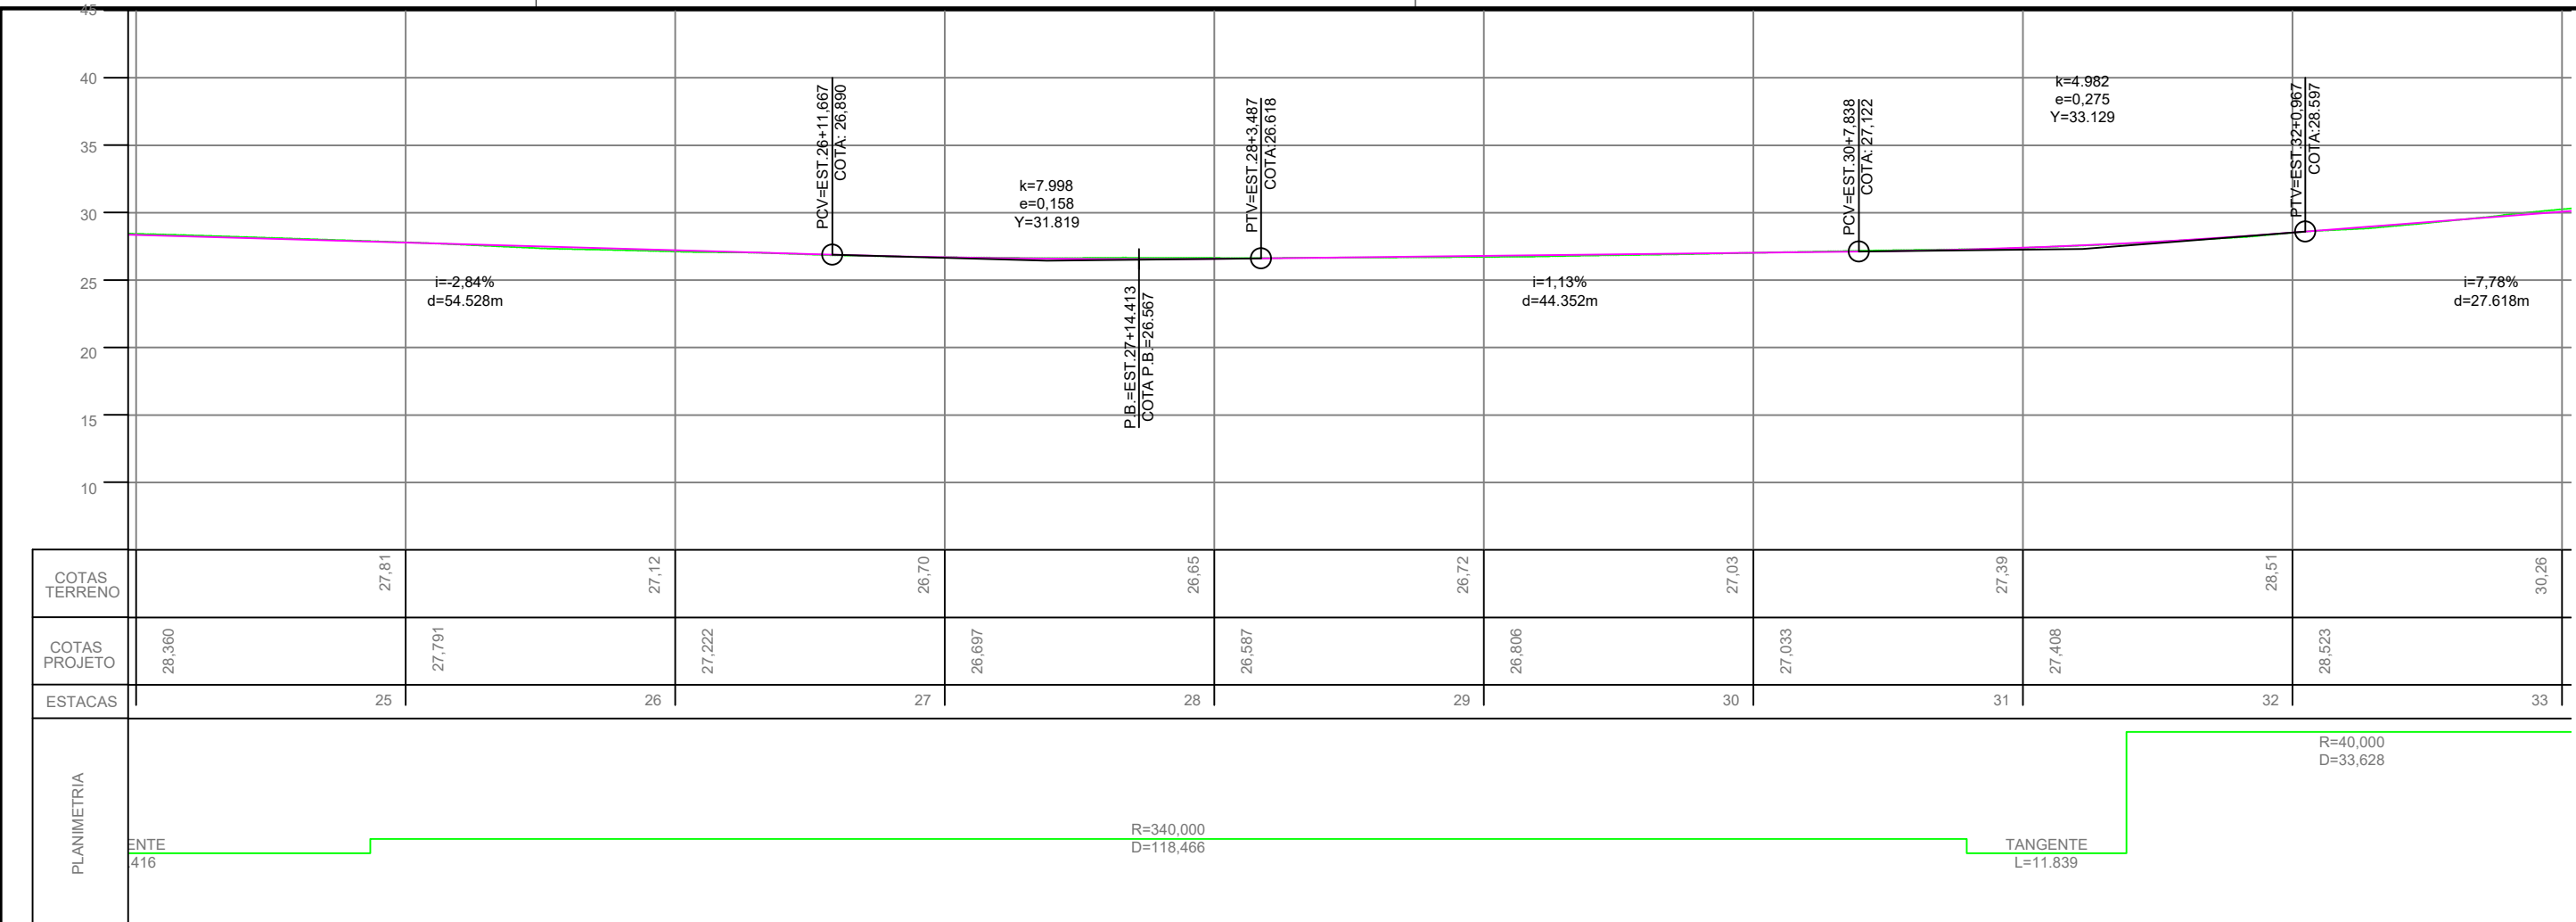 45
40
35
30
25
20
15
10
PCV=EST.26+11,667
COTA: 26,890
k=7.998
e=0,158
Y=31.819
PTV=EST.28+3,487
COTA:26.618
PCV=EST.30+7,838
COTA: 27,122
k=4.982
e=0,275
Y=33.129
PTV=EST.32+0,967
COTA:28.597
i=-2,84%
d=54.528m
P.B.=EST.27+14.413
COTA P.B.=26.567
i=1,13%
d=44.352m
i=7,78%
d=27.618m
COTAS
TERRENO
27,81
27,12
26,70
26,65
26,72
27,03
27,39
28,51
30,26
COTAS
PROJETO
28,360
27,791
27,222
26,697
26,587
26,806
27,033
27,408
28,523
ESTACAS
25
26
27
28
29
30
31
32
33
PLANIMETRIA
ENTE
.416
R=340,000
D=118,466
TANGENTE
L=11.839
R=40,000
D=33,628